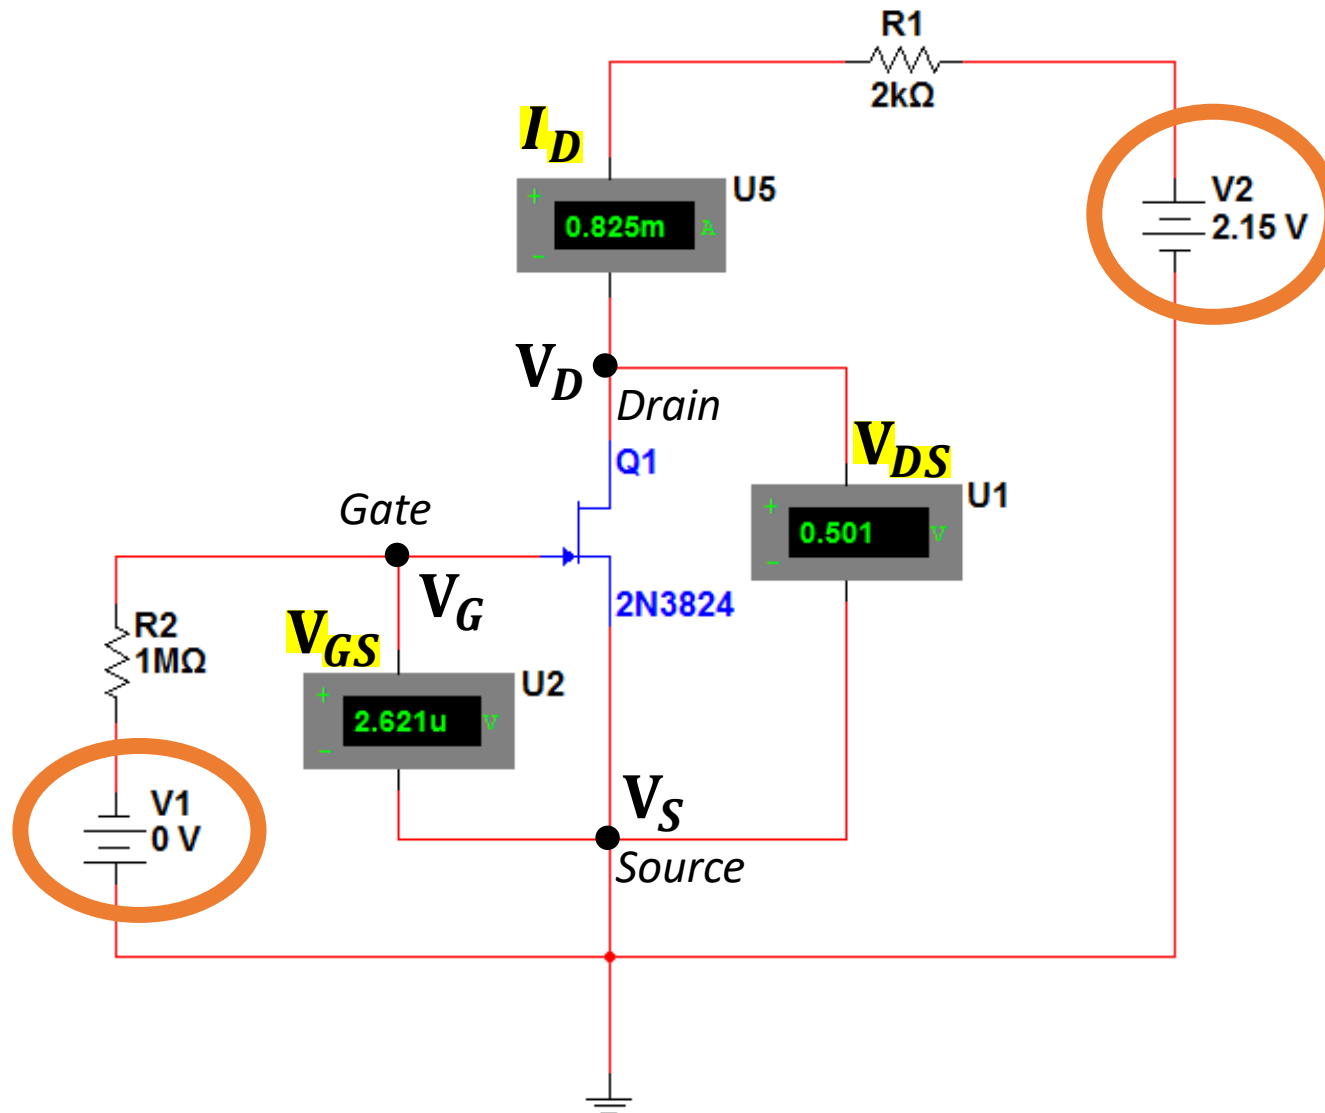 R1
2kΩ
I_D
+
0.825m A
-
U5
V2
2.15 V
V_D
Drain
V_DS
Q1
U1
+
0.501 V
-
Gate
V_G
2N3824
R2
1MΩ
V_GS
U2
+
2.621u V
-
V_S
Source
V1
0 V